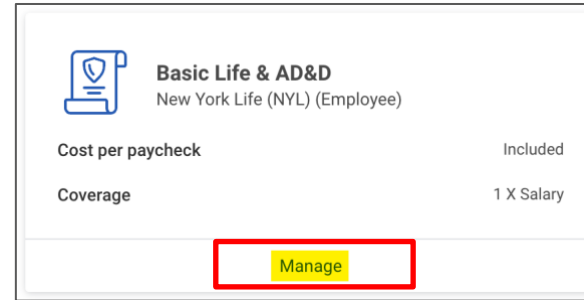 Basic Life & AD&D
New York Life (NYL) (Employee)
Cost per paycheck Included
Coverage 1 X Salary
Manage